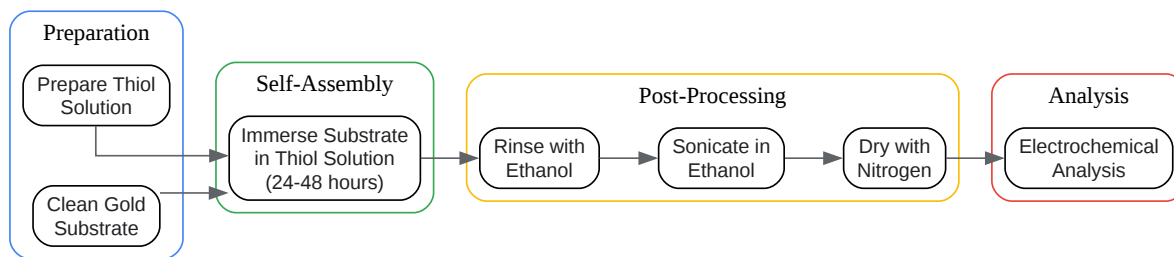 Preparation
Prepare Thiol
Solution
Clean Gold
Substrate
Self-Assembly
Immerse Substrate
in Thiol Solution
(24-48 hours)
Post-Processing
Rinse with
Ethanol
Sonicate in
Ethanol
Dry with
Nitrogen
Analysis
Electrochemical
Analysis